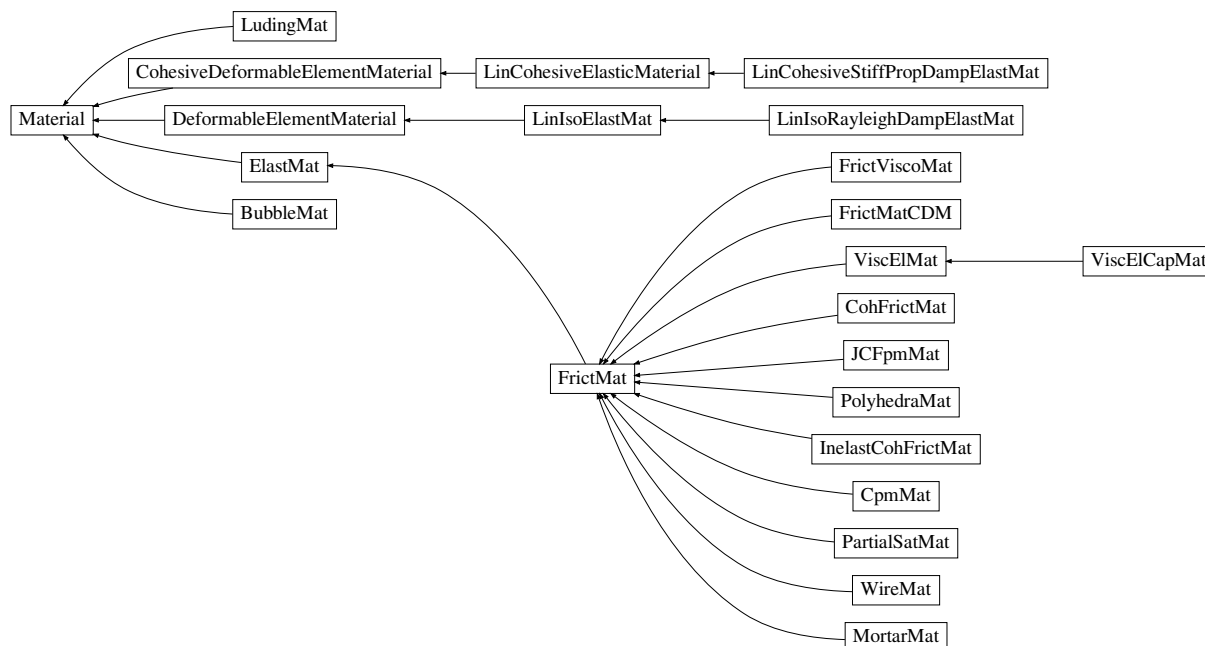 LudingMat
CohesiveDeformableElementMaterial LinCohesiveElasticMaterial LinCohesiveStiffPropDampElastMat
Material DeformableElementMaterial LinIsoElastMat LinIsoRayleighDampElastMat
ElastMat FrictViscoMat
BubbleMat FrictMatCDM
ViscElMat ViscElCapMat
CohFrictMat
JCFpmMat
FrictMat
PolyhedraMat
InelastCohFrictMat
CpmMat
PartialSatMat
WireMat
MortarMat